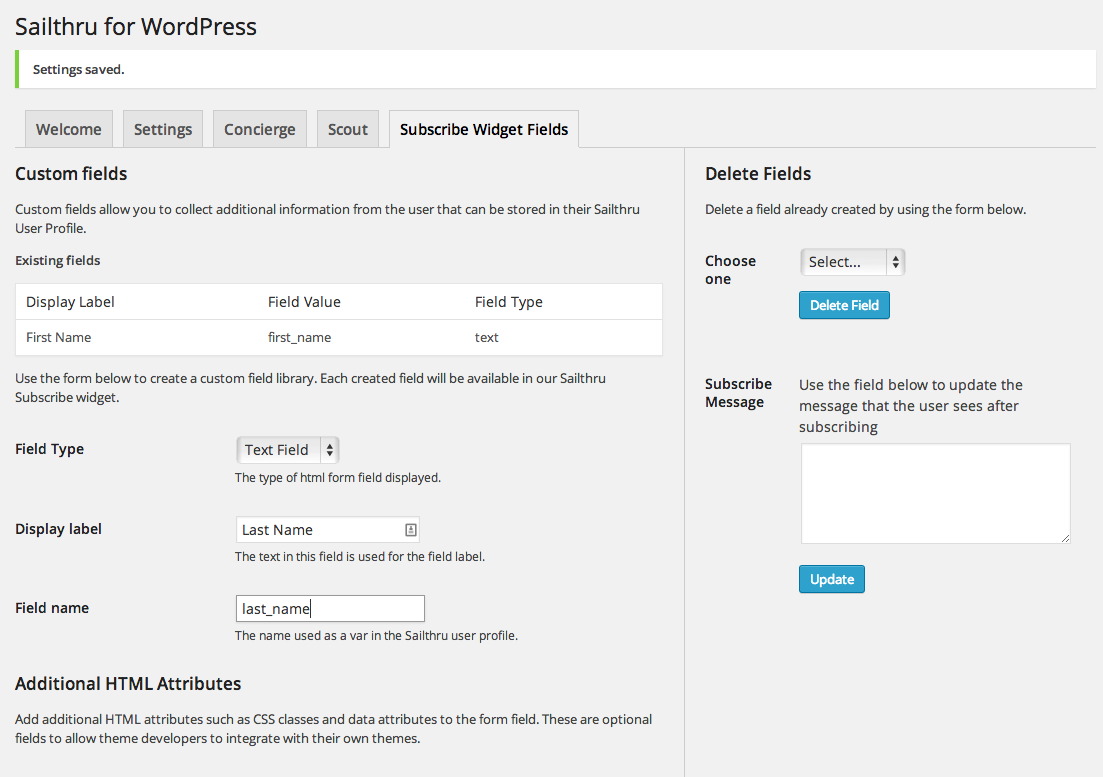 Sailthru for WordPress
Settings saved.
Welcome
Settings
Concierge
Scout
Subscribe Widget Fields
Custom fields
Custom fields allow you to collect additional information from the user that can be stored in their Sailthru
User Profile.
Existing fields
Display Label Field Value Field Type
First Name first_name text
Use the form below to create a custom field library. Each created field will be available in our Sailthru
Subscribe widget.
Field Type
Text Field
The type of html form field displayed.
Display label
Last Name
The text in this field is used for the field label.
Field name
last_name
The name used as a var in the Sailthru user profile.
Additional HTML Attributes
Add additional HTML attributes such as CSS classes and data attributes to the form field. These are optional
fields to allow theme developers to integrate with their own themes.
Delete Fields
Delete a field already created by using the form below.
Choose
one
Select...
Delete Field
Subscribe
Message
Use the field below to update the
message that the user sees after
subscribing
Update